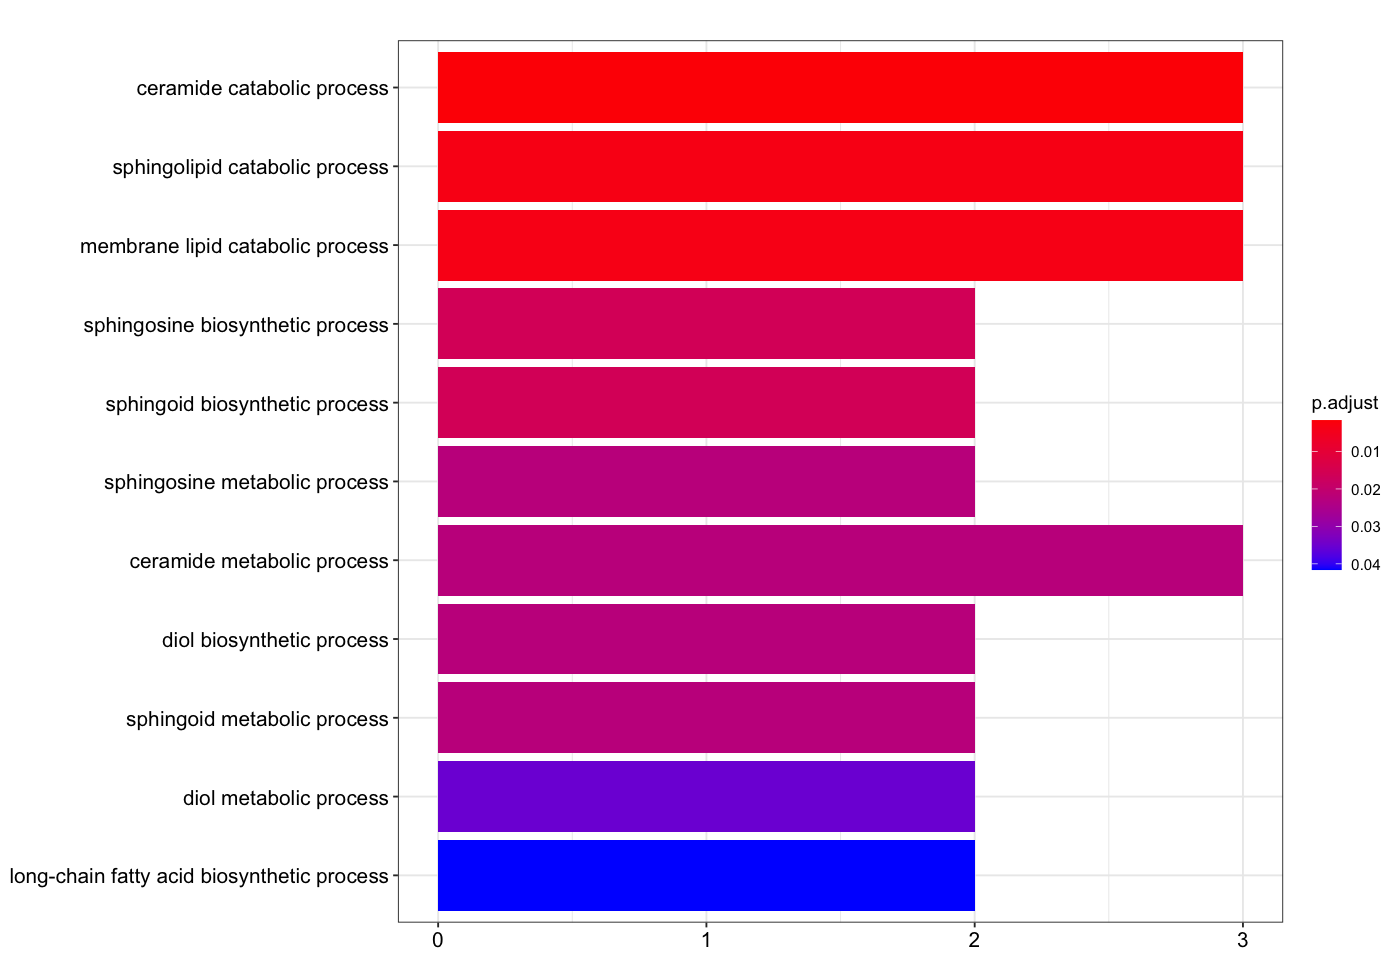 ceramide catabolic process
sphingolipid catabolic process
membrane lipid catabolic process
sphingosine biosynthetic process
sphingoid biosynthetic process
sphingosine metabolic process
ceramide metabolic process
diol biosynthetic process
sphingoid metabolic process
diol metabolic process
long-chain fatty acid biosynthetic process
0 1 2 3
p.adjust
0.01
0.02
0.03
0.04